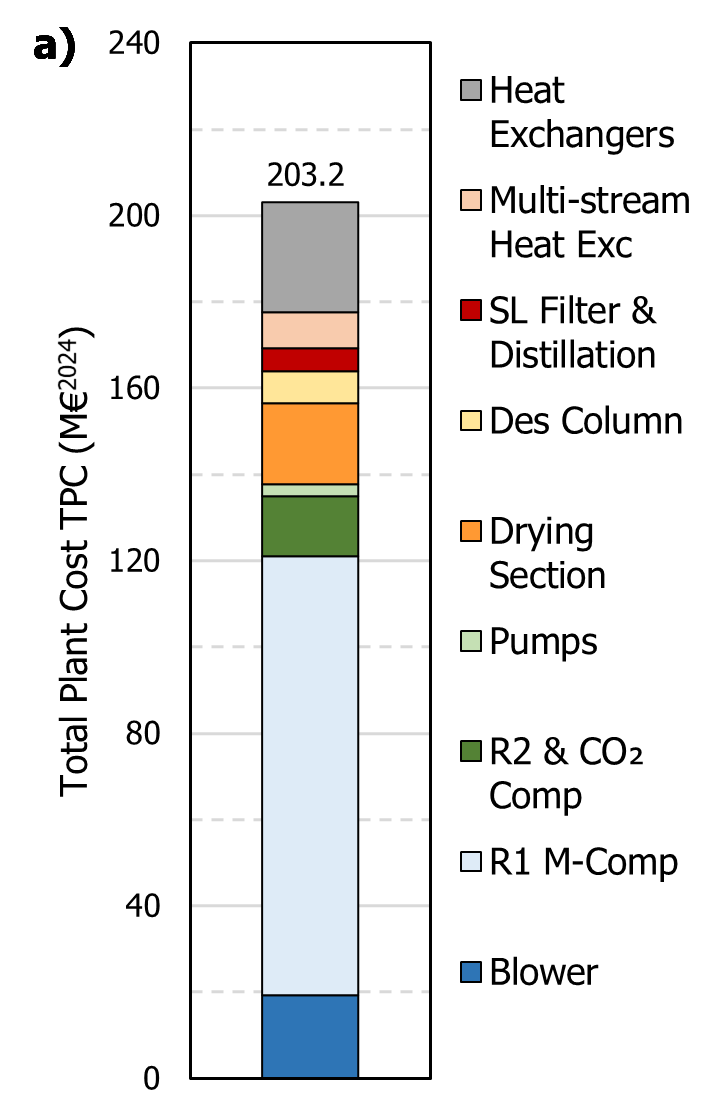 a)
240
200
160
120
80
40
0
Total Plant Cost TPC (M€²⁰²⁴)
203.2
Heat
Exchangers
Multi-stream
Heat Exc
SL Filter &
Distillation
Des Column
Drying
Section
Pumps
R2 & CO₂
Comp
R1 M-Comp
Blower